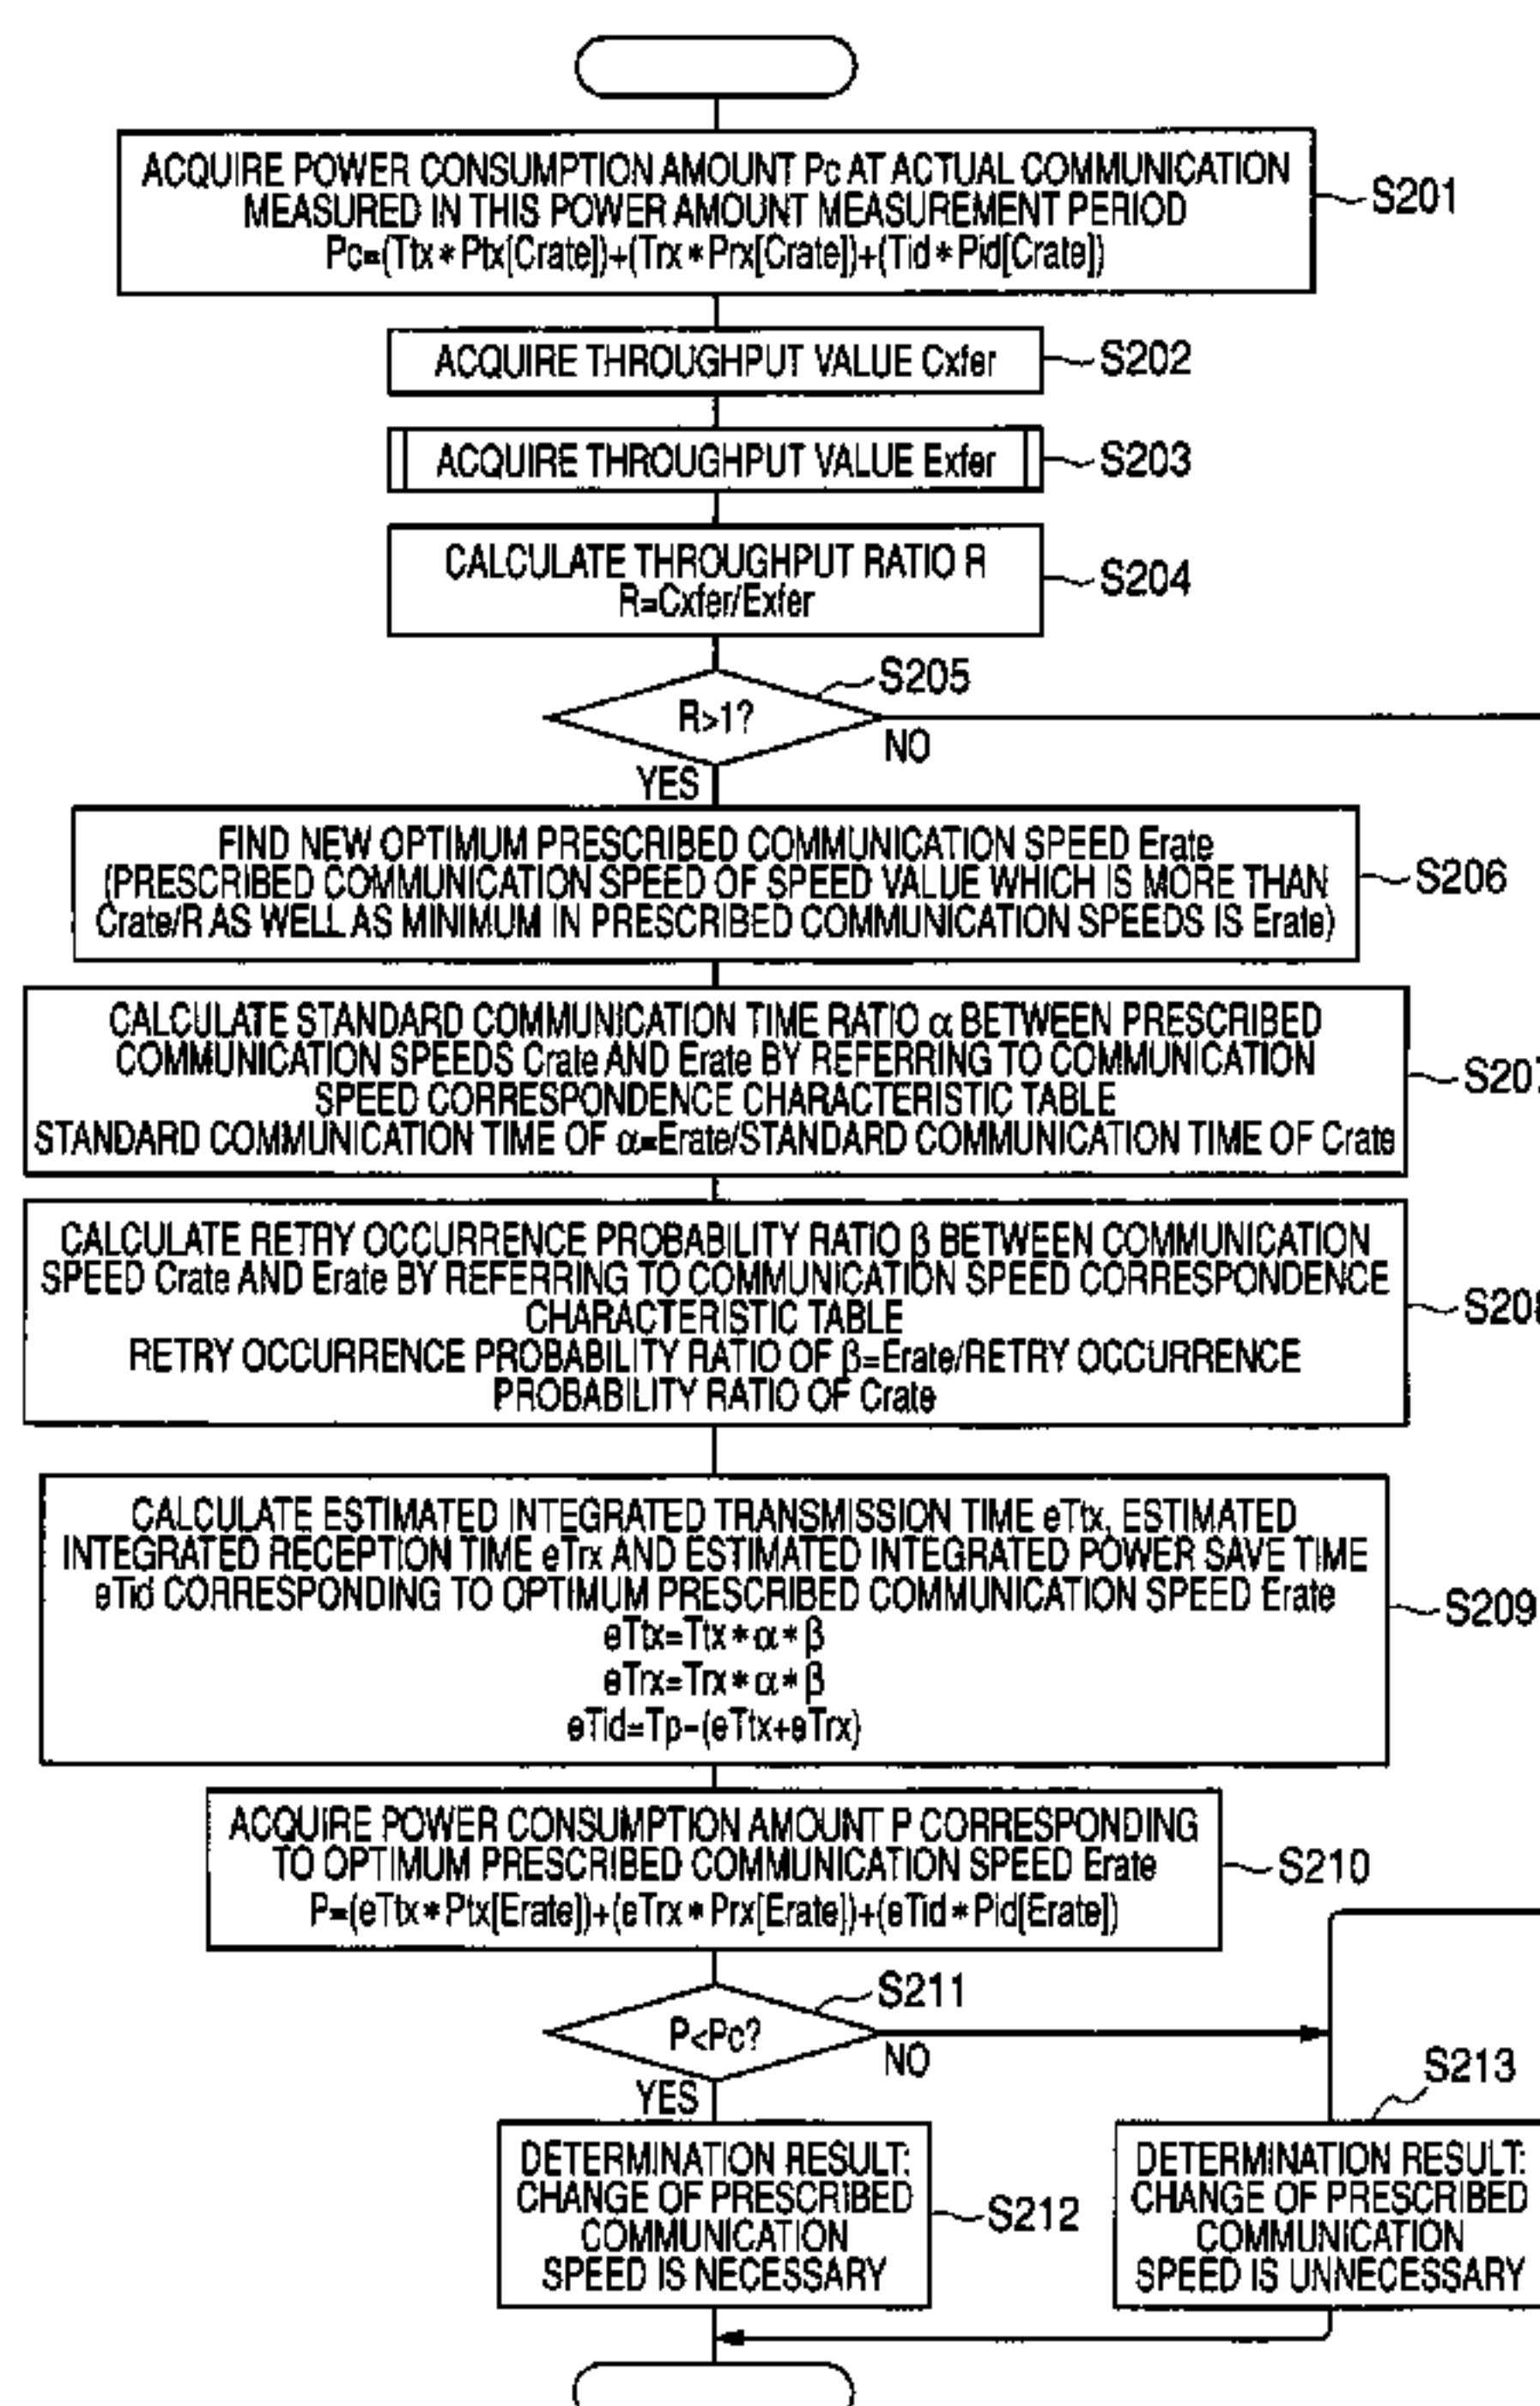 ACQUIRE POWER CONSUMPTION AMOUNT Pc AT ACTUAL COMMUNICATION
MEASURED IN THIS POWER AMOUNT MEASUREMENT PERIOD
Pc=(Ttx*Ptx[Crate])+(Trx*Prx[Crate])+(Tid*Pid[Crate])
S201
ACQUIRE THROUGHPUT VALUE Cxfer
S202
ACQUIRE THROUGHPUT VALUE Exfer
S203
CALCULATE THROUGHPUT RATIO R
R=Cxfer/Exfer
S204
S205
R>1?
NO
YES
FIND NEW OPTIMUM PRESCRIBED COMMUNICATION SPEED Erate
(PRESCRIBED COMMUNICATION SPEED OF SPEED VALUE WHICH IS MORE THAN
Crate/R AS WELL AS MINIMUM IN PRESCRIBED COMMUNICATION SPEEDS IS Erate)
S206
CALCULATE STANDARD COMMUNICATION TIME RATIO α BETWEEN PRESCRIBED
COMMUNICATION SPEEDS Crate AND Erate BY REFERRING TO COMMUNICATION
SPEED CORRESPONDENCE CHARACTERISTIC TABLE
STANDARD COMMUNICATION TIME OF α=Erate/STANDARD COMMUNICATION TIME OF Crate
S207
CALCULATE RETRY OCCURRENCE PROBABILITY RATIO β BETWEEN COMMUNICATION
SPEED Crate AND Erate BY REFERRING TO COMMUNICATION SPEED CORRESPONDENCE
CHARACTERISTIC TABLE
RETRY OCCURRENCE PROBABILITY RATIO OF β=Erate/RETRY OCCURRENCE
PROBABILITY RATIO OF Crate
S208
CALCULATE ESTIMATED INTEGRATED TRANSMISSION TIME eTtx, ESTIMATED
INTEGRATED RECEPTION TIME eTrx AND ESTIMATED INTEGRATED POWER SAVE TIME
eTid CORRESPONDING TO OPTIMUM PRESCRIBED COMMUNICATION SPEED Erate
eTtx=Ttx*α*β
eTrx=Trx*α*β
eTid=Tp-(eTtx+eTrx)
S209
ACQUIRE POWER CONSUMPTION AMOUNT P CORRESPONDING
TO OPTIMUM PRESCRIBED COMMUNICATION SPEED Erate
P=(eTtx*Ptx[Erate])+(eTrx*Prx[Erate])+(eTid*Pid[Erate])
S210
S211
P<Pc?
NO
YES
DETERMINATION RESULT:
CHANGE OF PRESCRIBED
COMMUNICATION
SPEED IS NECESSARY
S212
S213
DETERMINATION RESULT:
CHANGE OF PRESCRIBED
COMMUNICATION
SPEED IS UNNECESSARY